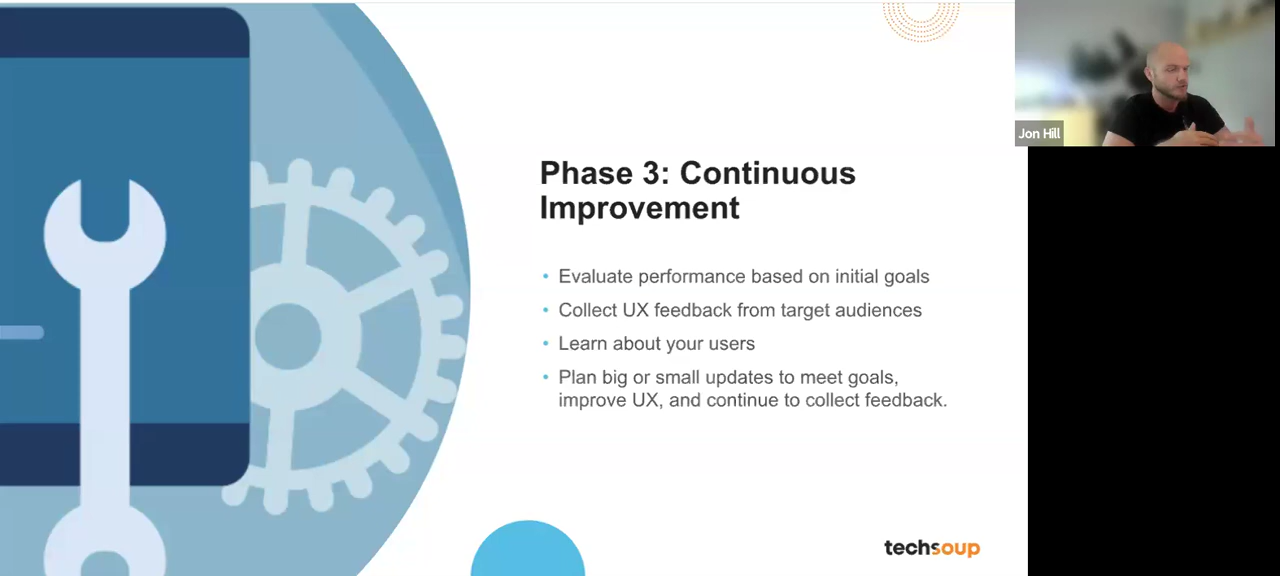 Jon Hill
Phase 3: Continuous
Improvement
• Evaluate performance based on initial goals
• Collect UX feedback from target audiences
• Learn about your users
• Plan big or small updates to meet goals,
improve UX, and continue to collect feedback.
techsoup